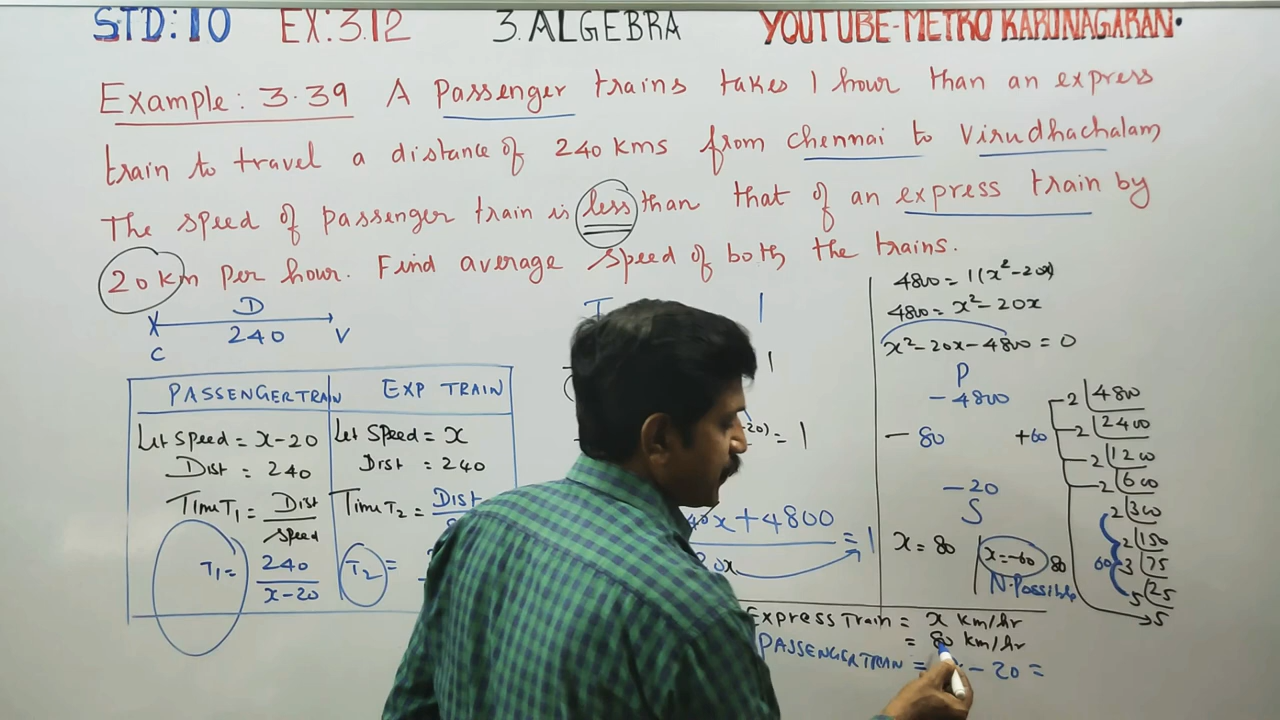 STD:10 EX:3.12 3.ALGEBRA YOUTUBE-METRO KARUNAGARAN.
Example: 3.39 A Passenger trains takes 1 hour than an express
train to travel a distance of 240 kms from chennai to Virudhachalam,
The speed of passenger train is less than that of an express train by
20 km per hour. Find average speed of both the trains.
D
240
C V
PASSENGERTRAIN EXP TRAIN
Let Speed = x-20 Let Speed = x
Dist = 240 Dist = 240
Time T₁ = Dist/Speed Time T₂ = Dist
T₁ = 240/x-20 T₂ =
1
1
-20) = 1
40x+4800 = 1
20x
4800 = 1(x²-20x)
4800 = x²-20x
x²-20x-4800 = 0
P
-4800
-80 +60
-20
S
x = 80 x = -60 80
N.Possible
2 4800
2 2400
2 1200
2 600
2 300
2 150
60 3 75
5 25
5
Express Train = x km/hr
= 80 km/hr
PASSENGERTRAIN = - 20 =